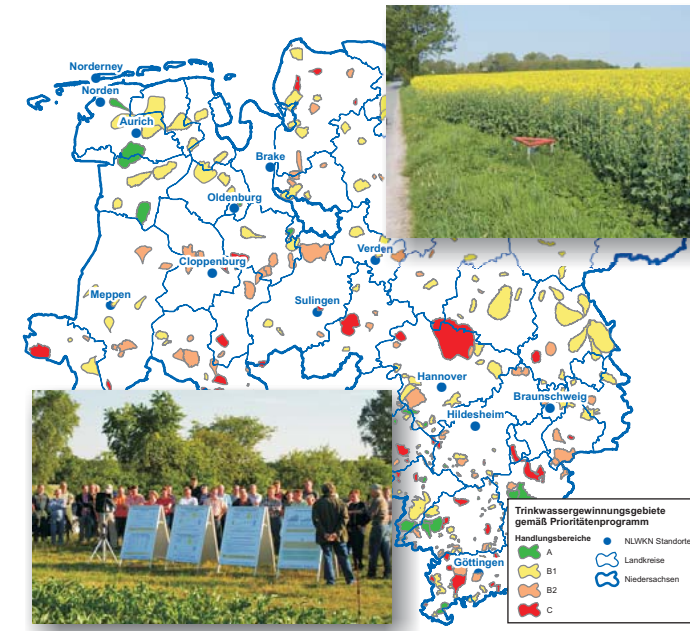 Norderney
Norden
Aurich
Brake
Oldenburg
Verden
Cloppenburg
Meppen
Sulingen
Hannover
Braunschweig
Hildesheim
Göttingen
Trinkwassergewinnungsgebiete
gemäß Prioritätenprogramm
Handlungsbereiche
A
B1
B2
C
NLWKN Standorte
Landkreise
Niedersachsen